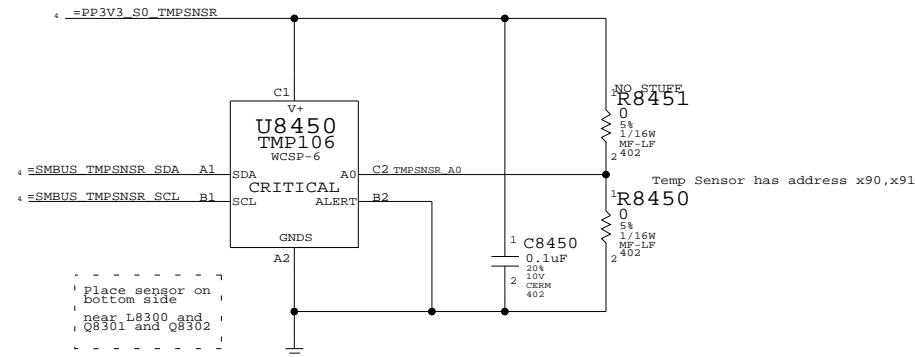 4 =PP3V3_S0_TMPSNSR
NO STUFF
1
R8451
0
5%
1/16W
MF-LF
402
2
C1
V+
U8450
TMP106
WCSP-6
4 =SMBUS_TMPSNSR_SDA A1
SDA
A0
C2 TMPSNSR_A0
CRITICAL
4 =SMBUS_TMPSNSR_SCL B1
SCL
ALERT
B2
GNDS
A2
Temp Sensor has address x90,x91
1
R8450
0
5%
1/16W
MF-LF
402
2
1
C8450
0.1uF
20%
10V
CERM
402
2
Place sensor on
bottom side
near L8300 and
Q8301 and Q8302